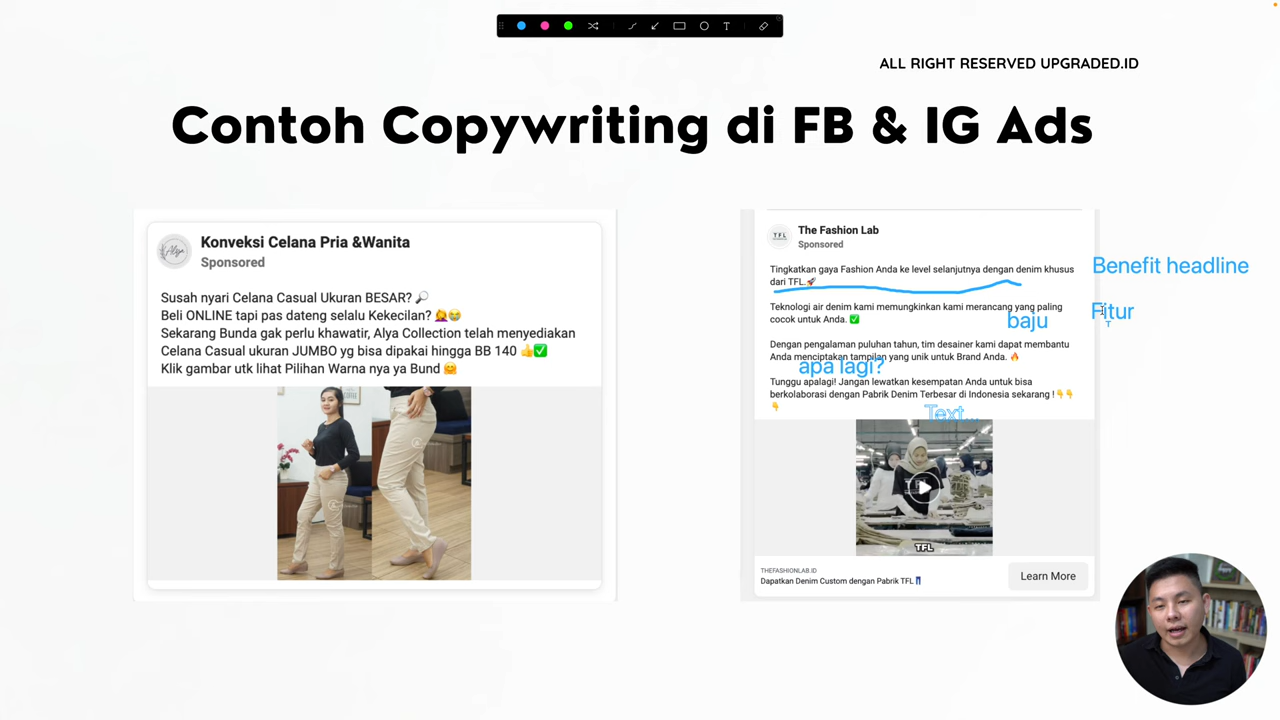 ALL RIGHT RESERVED UPGRADED.ID
Contoh Copywriting di FB & IG Ads
Konveksi Celana Pria &Wanita
Sponsored
Susah nyari Celana Casual Ukuran BESAR? 🔎
Beli ONLINE tapi pas dateng selalu Kekecilan? 🤦‍♀️😭
Sekarang Bunda gak perlu khawatir, Alya Collection telah menyediakan
Celana Casual ukuran JUMBO yg bisa dipakai hingga BB 140 👍✅
Klik gambar utk lihat Pilihan Warna nya ya Bund 🤗
Alya
TFL
The Fashion Lab
Sponsored
Tingkatkan gaya Fashion Anda ke level selanjutnya dengan denim khusus
dari TFL.🚀
Benefit headline
Teknologi air denim kami memungkinkan kami merancang yang paling
cocok untuk Anda. ✅
baju
Fitur
Dengan pengalaman puluhan tahun, tim desainer kami dapat membantu
Anda menciptakan tampilan yang unik untuk Brand Anda. 🔥
apa lagi?
Tunggu apalagi! Jangan lewatkan kesempatan Anda untuk bisa
berkolaborasi dengan Pabrik Denim Terbesar di Indonesia sekarang !👇👇
👇
Text...
TFL
THEFASHIONLAB.ID
Dapatkan Denim Custom dengan Pabrik TFL👖
Learn More
T